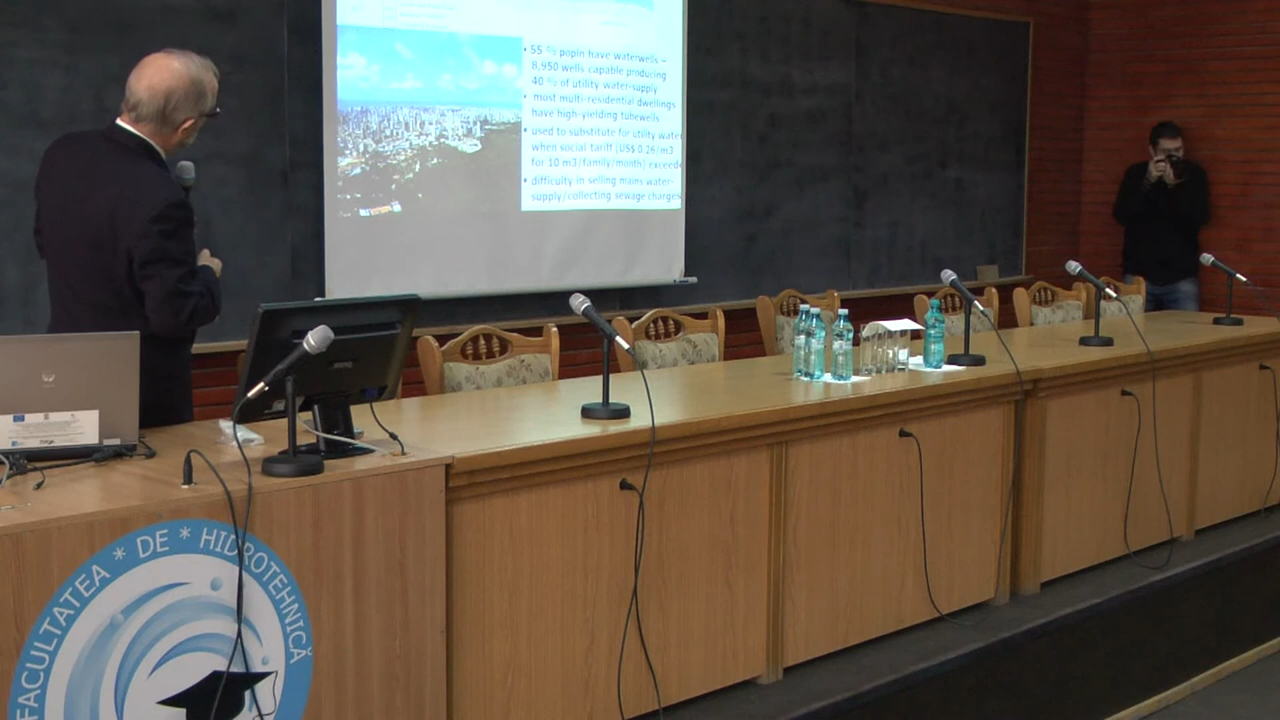 • 55 % popln have waterwells –
8,950 wells capable producing
40 % of utility water-supply
• most multi-residential dwellings
have high-yielding tubewells
• used to substitute for utility water
when social tariff (US$ 0.26/m3
for 10 m3/family/month) exceed
• difficulty in selling mains water-
supply/collecting sewage charges
FACULTATEA * DE * HIDROTEHNICĂ